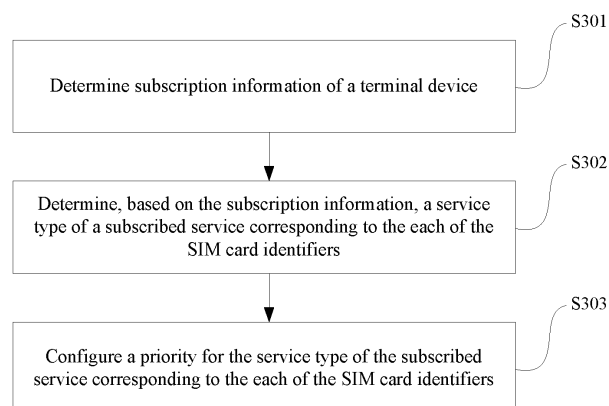 S301
Determine subscription information of a terminal device
S302
Determine, based on the subscription information, a service
type of a subscribed service corresponding to the each of the
SIM card identifiers
S303
Configure a priority for the service type of the subscribed
service corresponding to the each of the SIM card identifiers